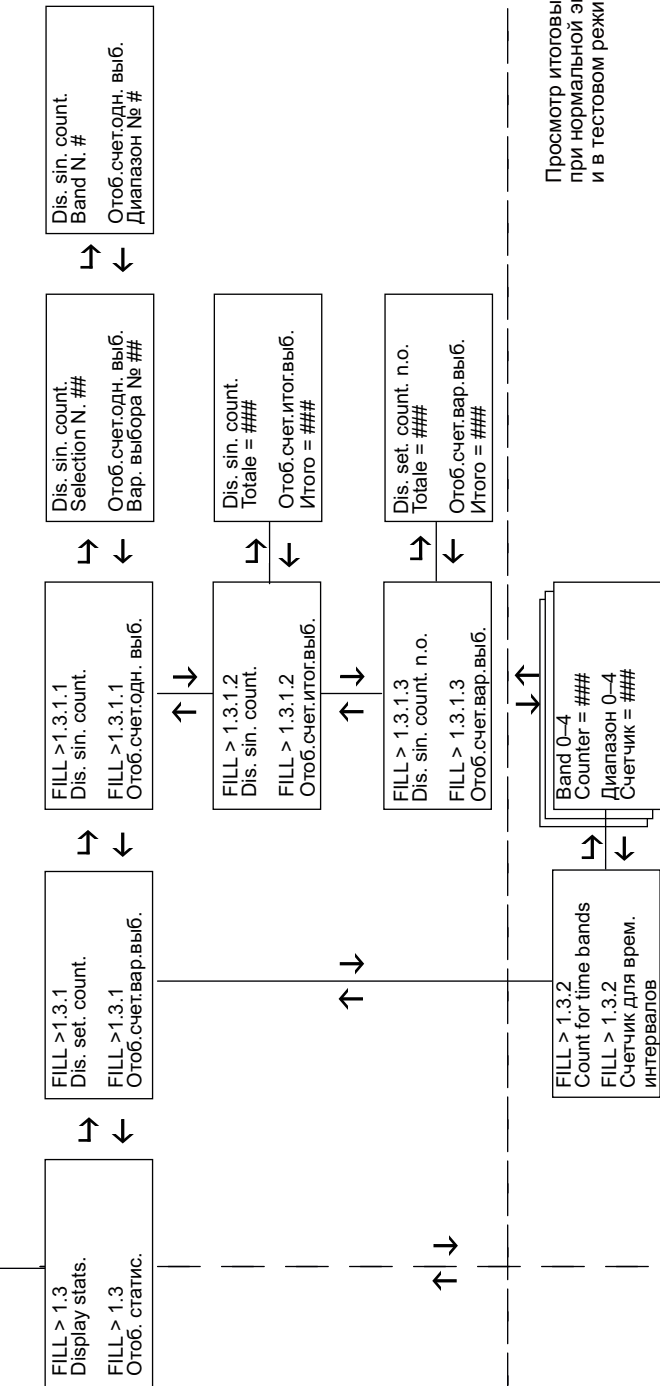 FILL > 1.3
Display stats.
FILL > 1.3
Отоб. статис.
FILL >1.3.1
Dis. set. count.
FILL >1.3.1
Отоб.счет.вар.выб.
FILL >1.3.1.1
Dis. sin. count.
FILL >1.3.1.1
Отоб.счет.одн. выб.
Dis. sin. count.
Selection N. ##
Отоб.счет.одн. выб.
Вар. выбора № ##
Dis. sin. count.
Band N. #
Отоб.счет.одн. выб.
Диапазон № #
FILL > 1.3.1.2
Dis. sin. count.
FILL > 1.3.1.2
Отоб.счет.итог.выб.
Dis. sin. count.
Totale = ###
Отоб.счет.итог.выб.
Итого = ###
FILL > 1.3.1.3
Dis. sin. count. n.o.
FILL > 1.3.1.3
Отоб.счет.вар.выб.
Dis. set. count. n.o.
Totale = ###
Отоб.счет.вар.выб.
Итого = ###
FILL > 1.3.2
Count for time bands
FILL > 1.3.2
Счетчик для врем.
интервалов
Band 0–4
Counter = ###
Диапазон 0–4
Счетчик = ###
Просмотр итоговы
при нормальной э
и в тестовом режи